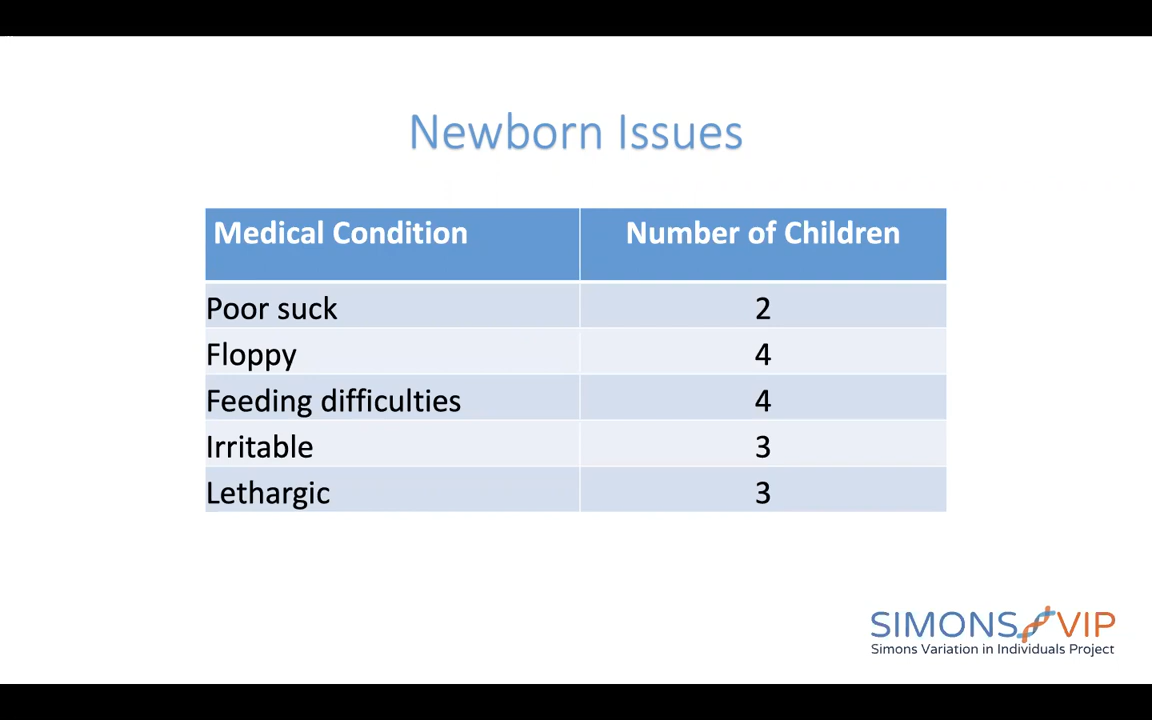 Newborn Issues
Medical Condition Number of Children
Poor suck 2
Floppy 4
Feeding difficulties 4
Irritable 3
Lethargic 3
SIMONS VIP
Simons Variation in Individuals Project